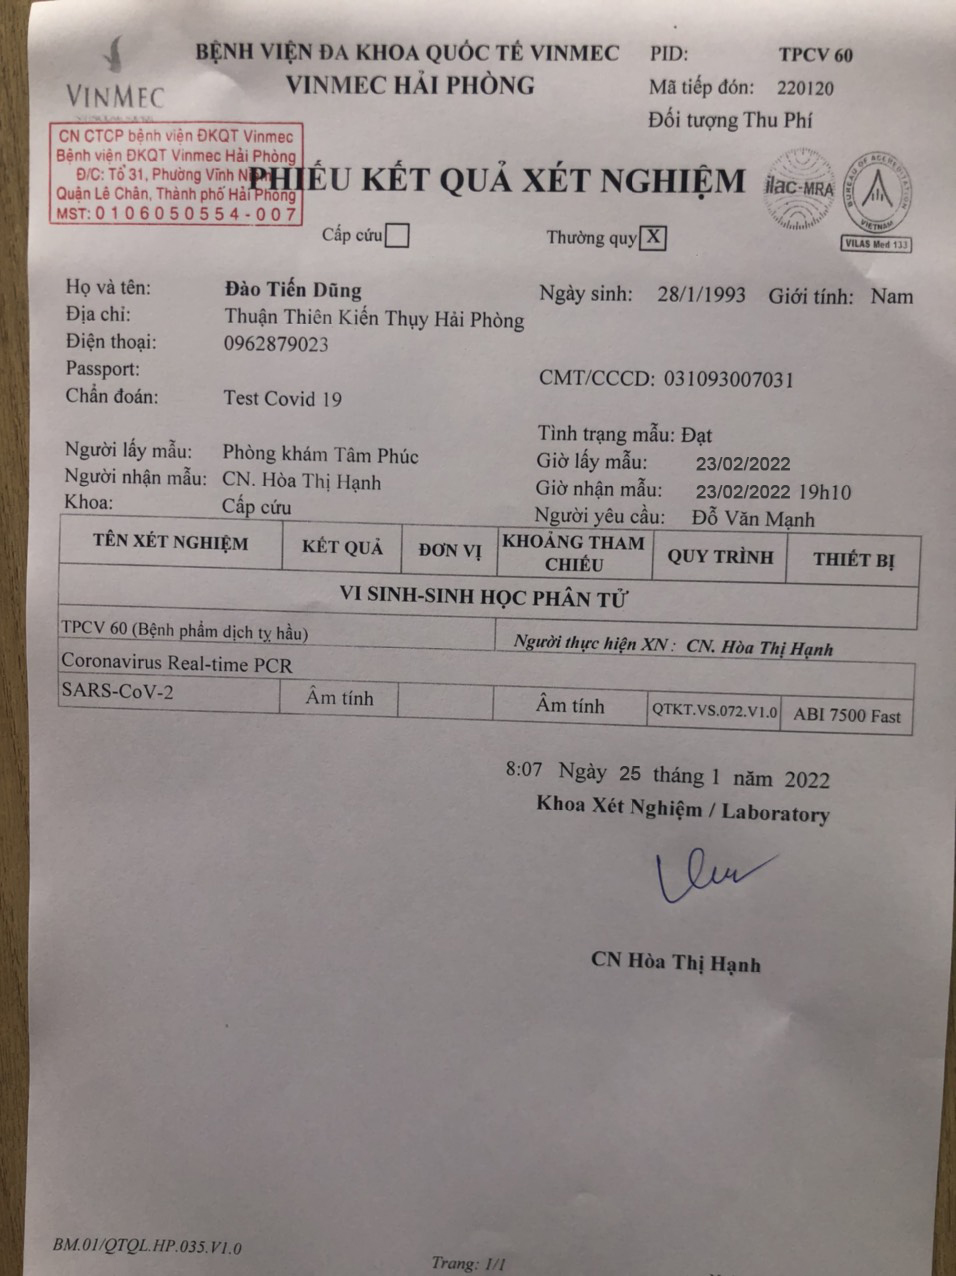 VINMEC
BỆNH VIỆN ĐA KHOA QUỐC TẾ VINMEC
VINMEC HẢI PHÒNG
PID: TPCV 60
Mã tiếp đón: 220120
Đối tượng Thu Phí
CN CTCP bệnh viện ĐKQT Vinmec
Bệnh viện ĐKQT Vinmec Hải Phòng
Đ/C: Tổ 31, Phường Vĩnh
Quận Lê Chân, Thành phố Hải Phòng
MST: 0106050554-007
PHIẾU KẾT QUẢ XÉT NGHIỆM
ilac-MRA
BUREAU OF ACCREDITATION
VIETNAM
VILAS Med 133
Cấp cứu
Thường quy X
Họ và tên: Đào Tiến Dũng Ngày sinh: 28/1/1993 Giới tính: Nam
Địa chỉ: Thuận Thiên Kiến Thụy Hải Phòng
Điện thoại: 0962879023
Passport: CMT/CCCD: 031093007031
Chẩn đoán: Test Covid 19
Tình trạng mẫu: Đạt
Người lấy mẫu: Phòng khám Tâm Phúc Giờ lấy mẫu: 23/02/2022
Người nhận mẫu: CN. Hòa Thị Hạnh Giờ nhận mẫu: 23/02/2022 19h10
Khoa: Cấp cứu Người yêu cầu: Đỗ Văn Mạnh
TÊN XÉT NGHIỆM KẾT QUẢ ĐƠN VỊ KHOẢNG THAM CHIẾU QUY TRÌNH THIẾT BỊ
VI SINH-SINH HỌC PHÂN TỬ
TPCV 60 (Bệnh phẩm dịch tỵ hầu) Người thực hiện XN : CN. Hòa Thị Hạnh
Coronavirus Real-time PCR
SARS-CoV-2 Âm tính Âm tính QTKT.VS.072.V1.0 ABI 7500 Fast
8:07 Ngày 25 tháng 1 năm 2022
Khoa Xét Nghiệm / Laboratory
CN Hòa Thị Hạnh
BM.01/QTQL.HP.035.V1.0
Trang: 1/1